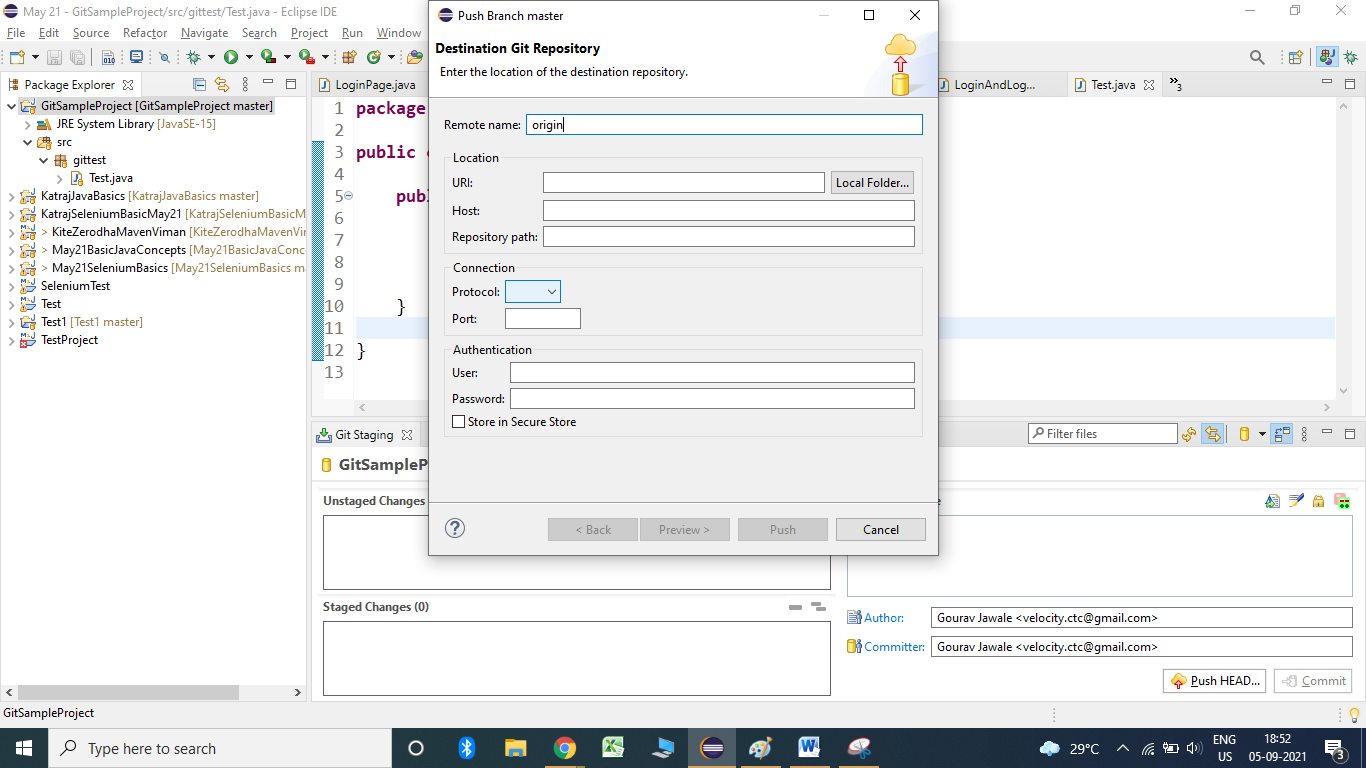 May 21 - GitSampleProject/src/gittest/Test.java - Eclipse IDE
File Edit Source Refactor Navigate Search Project Run Window
Package Explorer
GitSampleProject [GitSampleProject master]
JRE System Library [JavaSE-15]
src
gittest
Test.java
KatrajJavaBasics [KatrajJavaBasics master]
KatrajSeleniumBasicMay21 [KatrajSeleniumBasicM
> KiteZerodhaMavenViman [KiteZerodhaMavenVi
> May21BasicJavaConcepts [May21BasicJavaConc
> May21SeleniumBasics [May21SeleniumBasics m
SeleniumTest
Test
Test1 [Test1 master]
TestProject
LoginPage.java
LoginAndLog...
Test.java
»3
1 package
2
3 public
4
5 publ
6
7
8
9
10 }
11
12 }
13
Push Branch master
Destination Git Repository
Enter the location of the destination repository.
Remote name: origin
Location
URI:
Local Folder...
Host:
Repository path:
Connection
Protocol:
Port:
Authentication
User:
Password:
Store in Secure Store
< Back
Preview >
Push
Cancel
Git Staging
Filter files
GitSampleP
Unstaged Changes
Staged Changes (0)
Author: Gourav Jawale <velocity.ctc@gmail.com>
Committer: Gourav Jawale <velocity.ctc@gmail.com>
Push HEAD...
Commit
GitSampleProject
Type here to search
29°C
ENG
US
18:52
05-09-2021
3